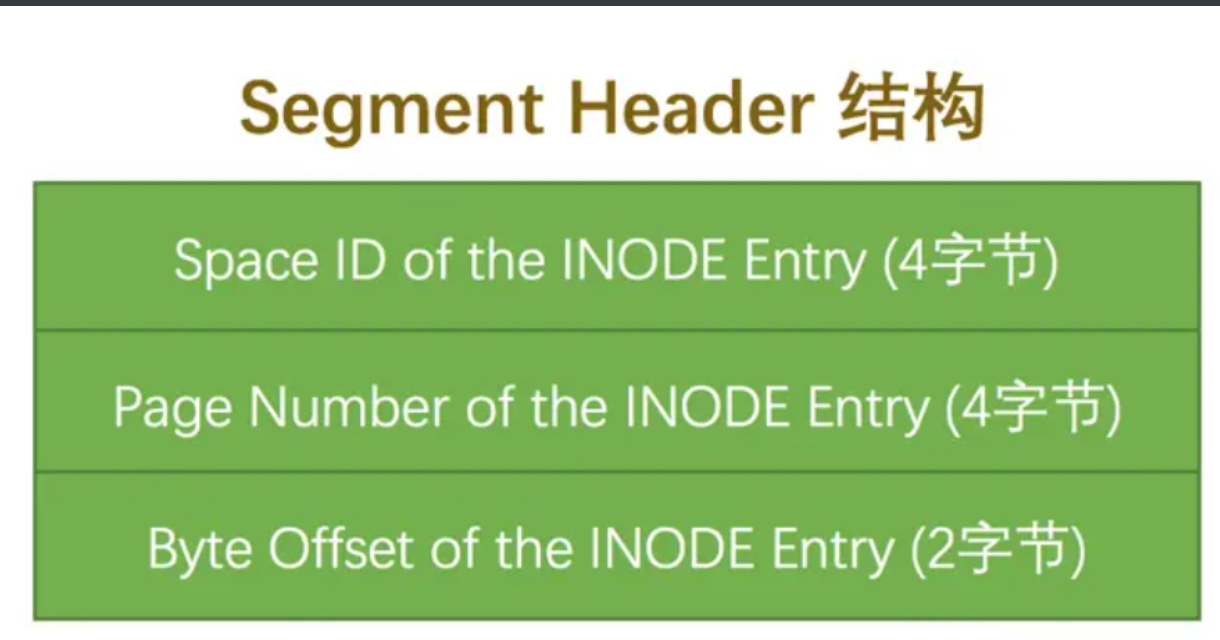 Segment Header 结构
Space ID of the INODE Entry (4字节)
Page Number of the INODE Entry (4字节)
Byte Offset of the INODE Entry (2字节)